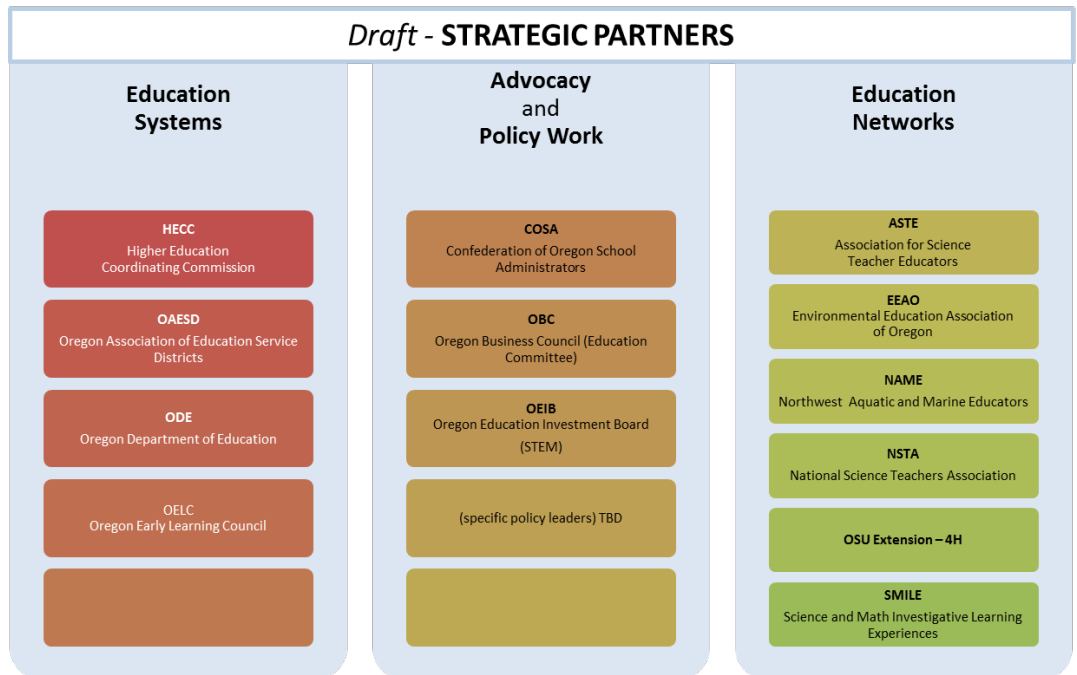 Draft - STRATEGIC PARTNERS
Education
Systems
HECC
Higher Education
Coordinating Commission
OAESD
Oregon Association of Education Service
Districts
ODE
Oregon Department of Education
OELC
Oregon Early Learning Council
Advocacy
and
Policy Work
COSA
Confederation of Oregon School
Administrators
OBC
Oregon Business Council (Education
Committee)
OEIB
Oregon Education Investment Board
(STEM)
(specific policy leaders) TBD
Education
Networks
ASTE
Association for Science
Teacher Educators
EEAO
Environmental Education Association
of Oregon
NAME
Northwest Aquatic and Marine Educators
NSTA
National Science Teachers Association
OSU Extension – 4H
SMILE
Science and Math Investigative Learning
Experiences